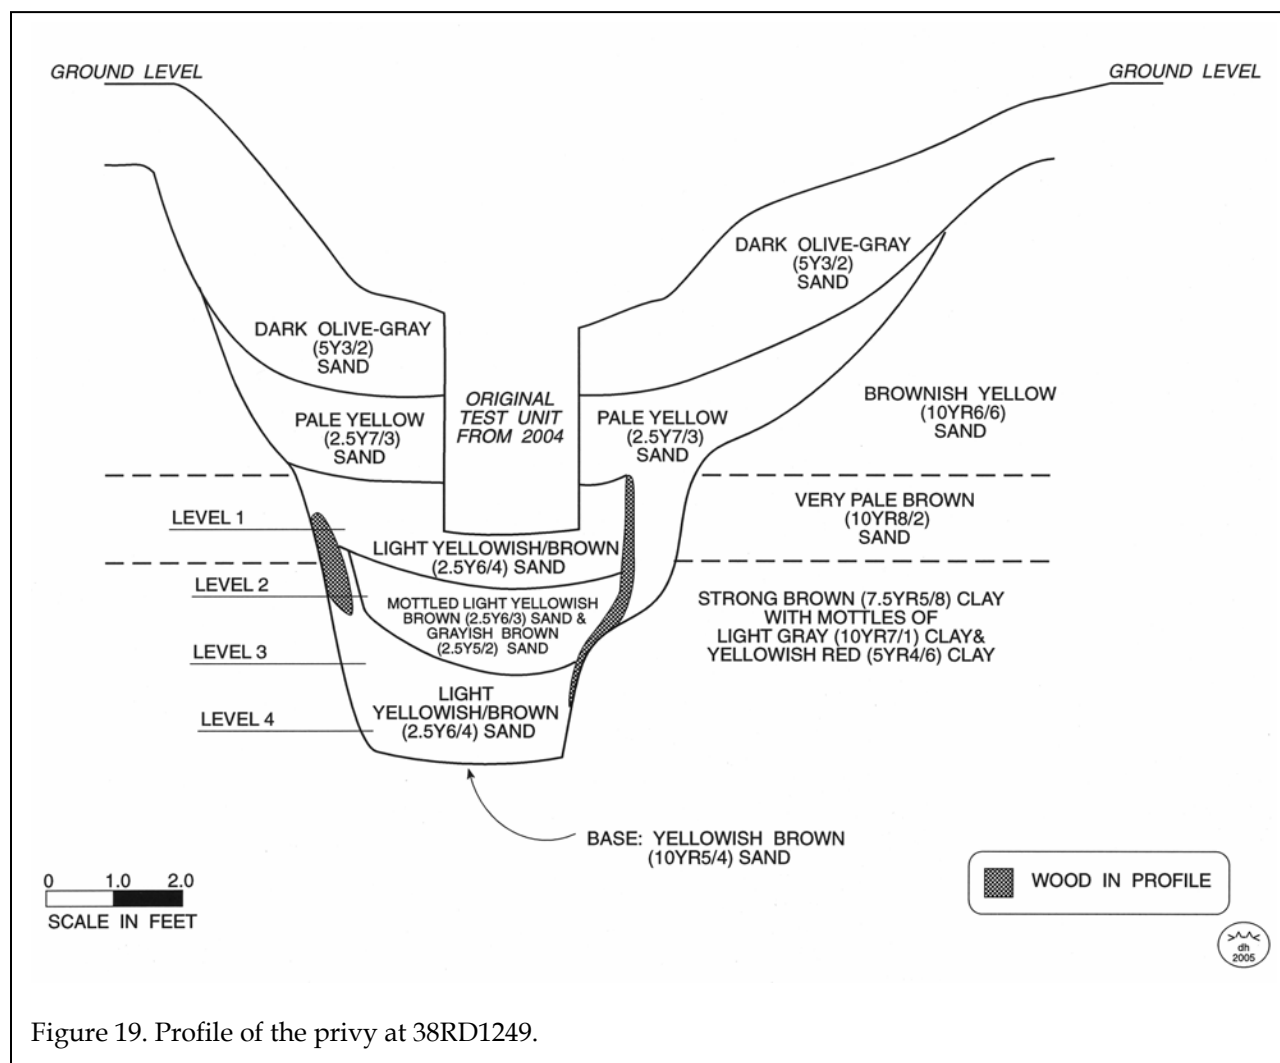 GROUND LEVEL
GROUND LEVEL
DARK OLIVE-GRAY
(5Y3/2)
SAND
DARK OLIVE-GRAY
(5Y3/2)
SAND
ORIGINAL
TEST UNIT
FROM 2004
BROWNISH YELLOW
(10YR6/6)
SAND
PALE YELLOW
(2.5Y7/3)
SAND
PALE YELLOW
(2.5Y7/3)
SAND
VERY PALE BROWN
(10YR8/2)
SAND
LEVEL 1
LIGHT YELLOWISH/BROWN
(2.5Y6/4) SAND
LEVEL 2
MOTTLED LIGHT YELLOWISH
BROWN (2.5Y6/3) SAND &
GRAYISH BROWN
(2.5Y5/2) SAND
STRONG BROWN (7.5YR5/8) CLAY
WITH MOTTLES OF
LIGHT GRAY (10YR7/1) CLAY&
YELLOWISH RED (5YR4/6) CLAY
LEVEL 3
LIGHT
YELLOWISH/BROWN
(2.5Y6/4) SAND
LEVEL 4
BASE: YELLOWISH BROWN
(10YR5/4) SAND
0 1.0 2.0
SCALE IN FEET
WOOD IN PROFILE
dh
2005
Figure 19. Profile of the privy at 38RD1249.